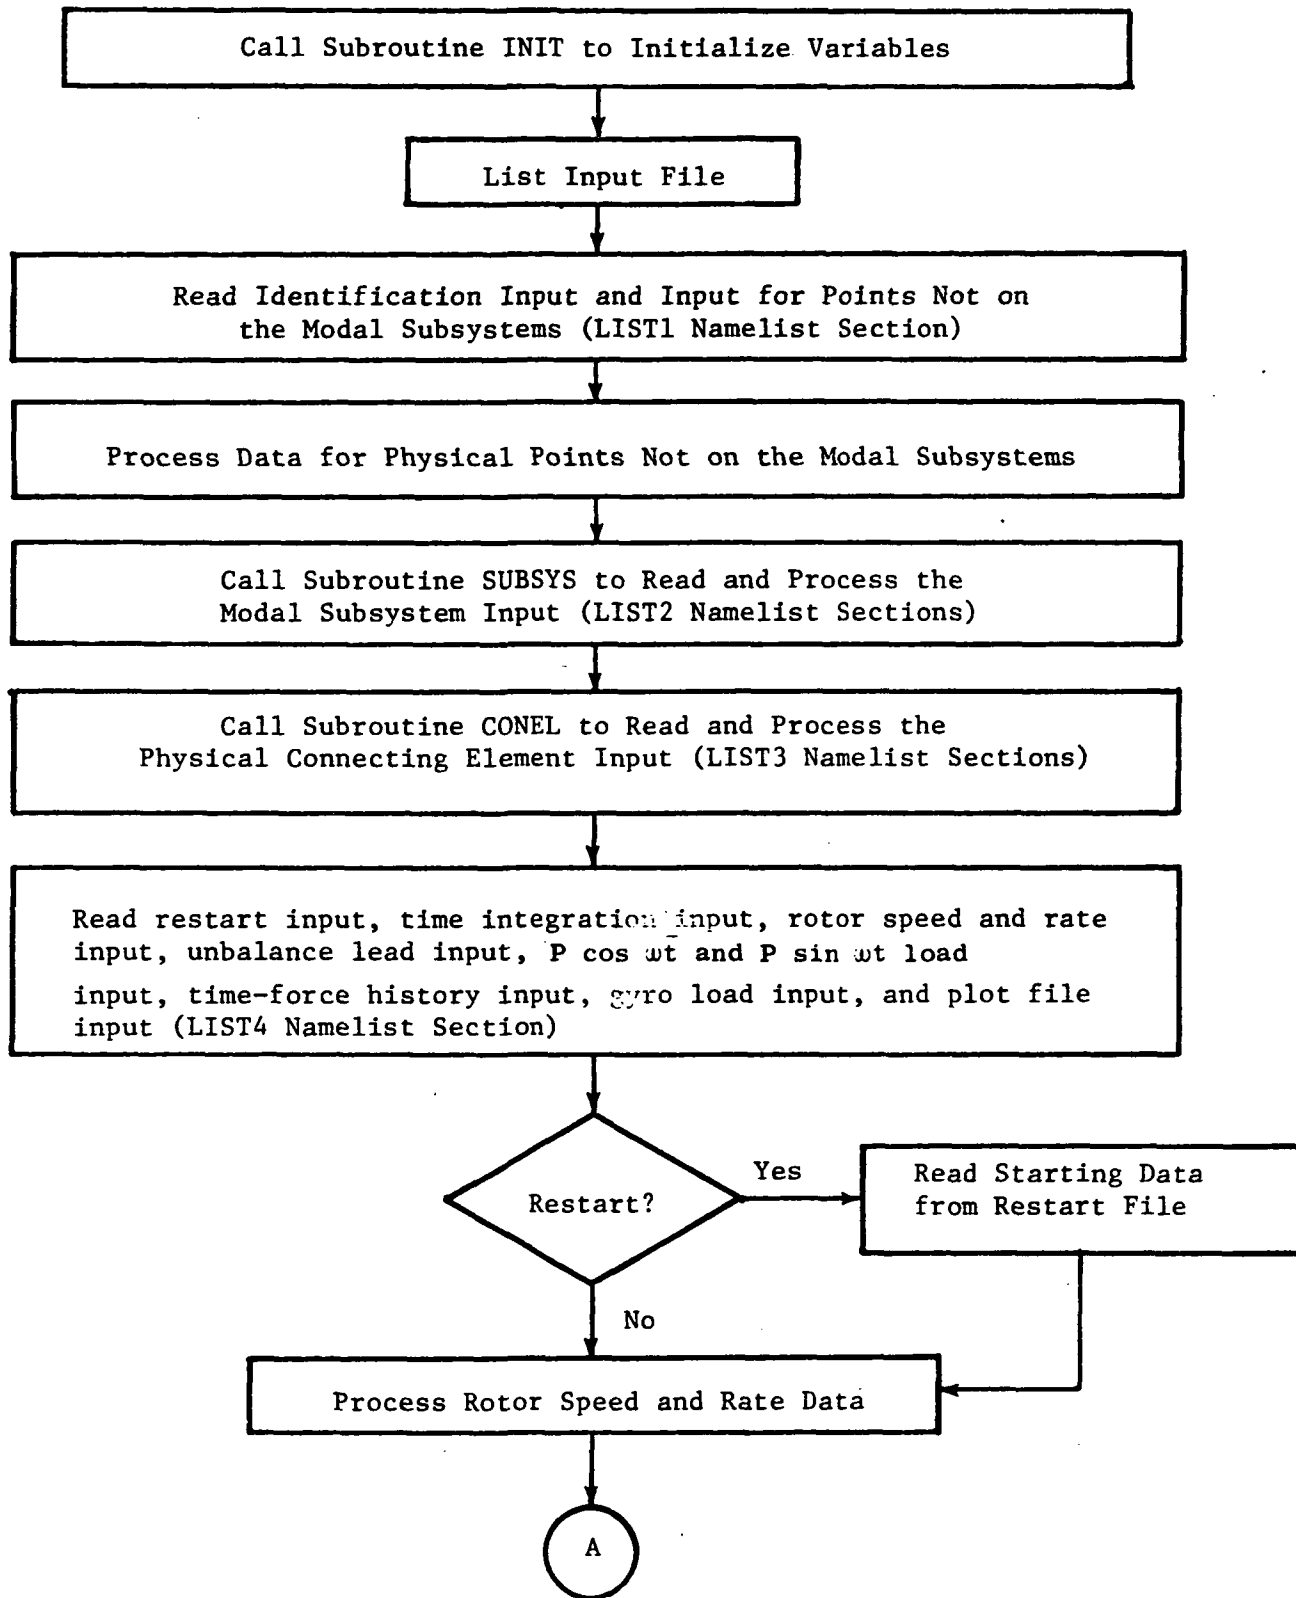 Call Subroutine INIT to Initialize Variables
List Input File
Read Identification Input and Input for Points Not on
the Modal Subsystems (LIST1 Namelist Section)
Process Data for Physical Points Not on the Modal Subsystems
Call Subroutine SUBSYS to Read and Process the
Modal Subsystem Input (LIST2 Namelist Sections)
Call Subroutine CONEL to Read and Process the
Physical Connecting Element Input (LIST3 Namelist Sections)
Read restart input, time integration input, rotor speed and rate
input, unbalance lead input, P cos ωt and P sin ωt load
input, time-force history input, gyro load input, and plot file
input (LIST4 Namelist Section)
Restart?
Yes
Read Starting Data
from Restart File
No
Process Rotor Speed and Rate Data
A